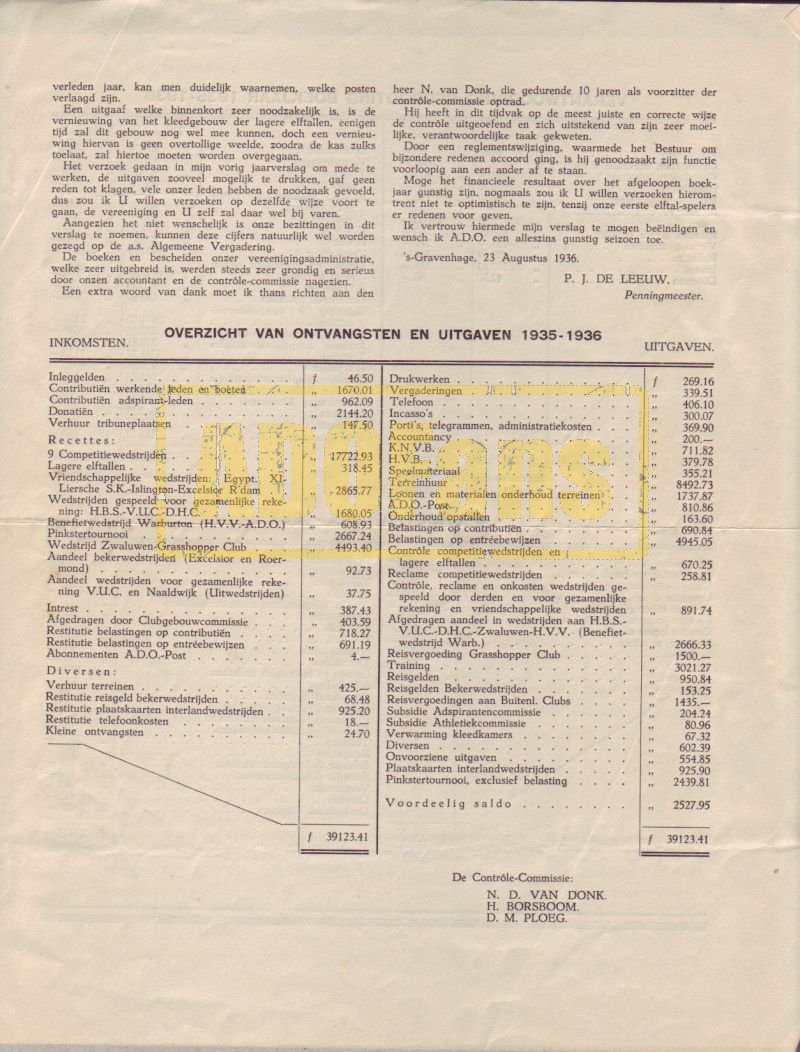 verleden jaar, kan men duidelijk waarnemen, welke posten
verlaagd zijn.
Een uitgaaf welke binnenkort zeer noodzakelijk is, is de
vernieuwing van het kleedgebouw der lagere elftallen, eenigen
tijd zal dit gebouw nog wel mee kunnen, doch een vernieu-
wing hiervan is geen overtollige weelde, zoodra de kas zulks
toelaat, zal hiertoe moeten worden overgegaan.
Het verzoek gedaan in mijn vorig jaarverslag om mede te
werken, de uitgaven zooveel mogelijk te drukken, gaf geen
reden tot klagen, vele onzer leden hebben de noodzaak gevoeld,
dus zou ik U willen verzoeken op dezelfde wijze voort te
gaan, de vereeniging en U zelf zal daar wel bij varen.
Aangezien het niet wenschelijk is onze bezittingen in dit
verslag te noemen, kunnen deze cijfers natuurlijk wel worden
gezegd op de a.s. Algemeene Vergadering.
De boeken en bescheiden onzer vereenigingsadministratie,
welke zeer uitgebreid is, werden steeds zeer grondig en serieus
door onzen accountant en de contrôle-commissie nagezien.
Een extra woord van dank moet ik thans richten aan den
heer N. van Donk, die gedurende 10 jaren als voorzitter der
contrôle-commissie optrad.
Hij heeft in dit tijdvak op de meest juiste en correcte wijze
de contrôle uitgeoefend en zich uitstekend van zijn zeer moei-
lijke, verantwoordelijke taak gekweten.
Door een reglementswijziging, waarmede het Bestuur om
bijzondere redenen accoord ging, is hij genoodzaakt zijn functie
voorloopig aan een ander af te staan.
Moge het financieele resultaat over het afgeloopen boek-
jaar gunstig zijn, nogmaals zou ik U willen verzoeken hierom-
trent niet te optimistisch te zijn, tenzij onze eerste elftal-spelers
er redenen voor geven.
Ik vertrouw hiermede mijn verslag te mogen beëindigen en
wensch ik A.D.O. een alleszins gunstig seizoen toe.
's-Gravenhage, 23 Augustus 1936.
P. J. DE LEEUW,
Penningmeester.
OVERZICHT VAN ONTVANGSTEN EN UITGAVEN 1935-1936
INKOMSTEN.
Inleggelden ƒ 46.50
Contributiën werkende leden en boeten „ 1670.01
Contributiën adspirant-leden „ 962.09
Donatiën „ 2144.20
Verhuur tribuneplaatsen „ 147.50
Recettes:
9 Competitiewedstrijden „ 17722.93
Lagere elftallen „ 318.45
Vriendschappelijke wedstrijden: Egypt. XI-
Liersche S.K.-Islington-Excelsior R'dam „ 2865.77
Wedstrijden gespeeld voor gezamenlijke reke-
ning: H.B.S.-V.U.C.-D.H.C. „ 1680.05
Benefietwedstrijd Warburton (H.V.V.-A.D.O.) „ 608.93
Pinkstertournooi „ 2667.24
Wedstrijd Zwaluwen-Grasshopper Club „ 4493.40
Aandeel bekerwedstrijden (Excelsior en Roer-
mond) „ 92.73
Aandeel wedstrijden voor gezamenlijke reke-
ning V.U.C. en Naaldwijk (Uitwedstrijden) „ 37.75
Intrest „ 387.43
Afgedragen door Clubgebouwcommissie „ 403.59
Restitutie belastingen op contributiën „ 718.27
Restitutie belastingen op entréebewijzen „ 691.19
Abonnementen A.D.O.-Post „ 4.—
Diversen:
Verhuur terreinen „ 425.—
Restitutie reisgeld bekerwedstrijden „ 68.48
Restitutie plaatskaarten interlandwedstrijden „ 925.20
Restitutie telefoonkosten „ 18.—
Kleine ontvangsten „ 24.70
ƒ 39123.41
UITGAVEN.
Drukwerken ƒ 269.16
Vergaderingen „ 339.51
Telefoon „ 406.10
Incasso's „ 300.07
Porti's, telegrammen, administratiekosten „ 369.90
Accountancy „ 200.—
K.N.V.B. „ 711.82
H.V.B. „ 379.78
Speelmateriaal „ 355.21
Terreinhuur „ 8492.73
Loonen en materialen onderhoud terreinen „ 1737.87
A.D.O.-Post „ 810.86
Onderhoud opstallen „ 163.60
Belastingen op contributiën „ 690.84
Belastingen op entréebewijzen „ 4945.05
Contrôle competitiewedstrijden en
lagere elftallen „ 670.25
Reclame competitiewedstrijden „ 258.81
Contrôle, reclame en onkosten wedstrijden ge-
speeld door derden en voor gezamenlijke
rekening en vriendschappelijke wedstrijden „ 891.74
Afgedragen aandeel in wedstrijden aan H.B.S.-
V.U.C.-D.H.C.-Zwaluwen-H.V.V. (Benefiet-
wedstrijd Warb.) „ 2666.33
Reisvergoeding Grasshopper Club „ 1500.—
Training „ 3021.27
Reisgelden „ 950.84
Reisgelden Bekerwedstrijden „ 153.25
Reisvergoedingen aan Buitenl. Clubs „ 1435.—
Subsidie Adspirantencommissie „ 204.24
Subsidie Athletiekcommissie „ 80.96
Verwarming kleedkamers „ 67.32
Diversen „ 602.39
Onvoorziene uitgaven „ 554.85
Plaatskaarten interlandwedstrijden „ 925.90
Pinkstertournooi, exclusief belasting „ 2439.81
Voordeelig saldo „ 2527.95
ƒ 39123.41
De Contrôle-Commissie:
N. D. VAN DONK.
H. BORSBOOM.
D. M. PLOEG.